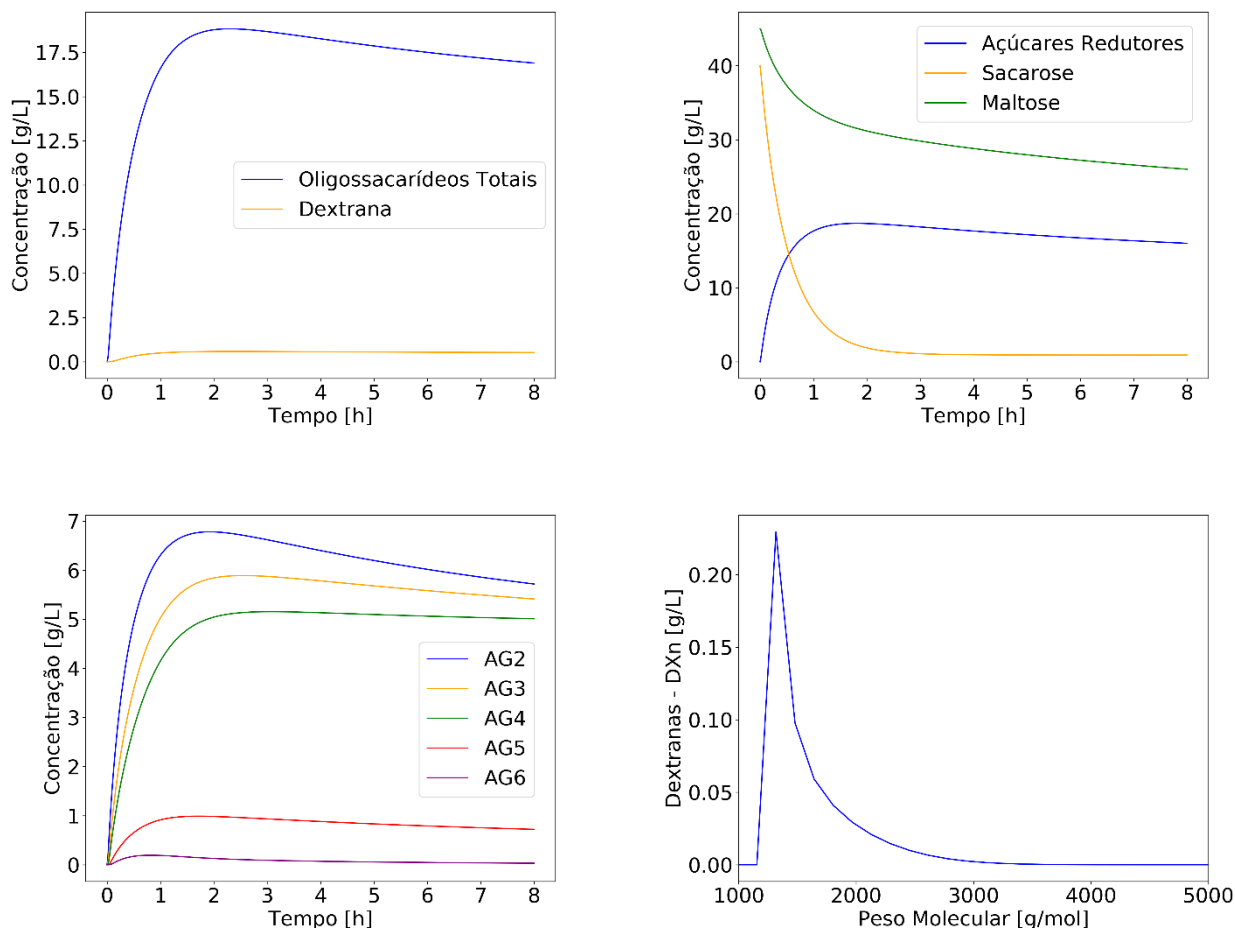 Concentração [g/L]
17.5
15.0
12.5
10.0
7.5
5.0
2.5
0.0
Oligossacarídeos Totais
Dextrana
0 1 2 3 4 5 6 7 8
Tempo [h]
Concentração [g/L]
40
30
20
10
0
Açúcares Redutores
Sacarose
Maltose
0 1 2 3 4 5 6 7 8
Tempo [h]
Concentração [g/L]
7
6
5
4
3
2
1
0
AG2
AG3
AG4
AG5
AG6
0 1 2 3 4 5 6 7 8
Tempo [h]
Dextranas - DXn [g/L]
0.20
0.15
0.10
0.05
0.00
1000 2000 3000 4000 5000
Peso Molecular [g/mol]